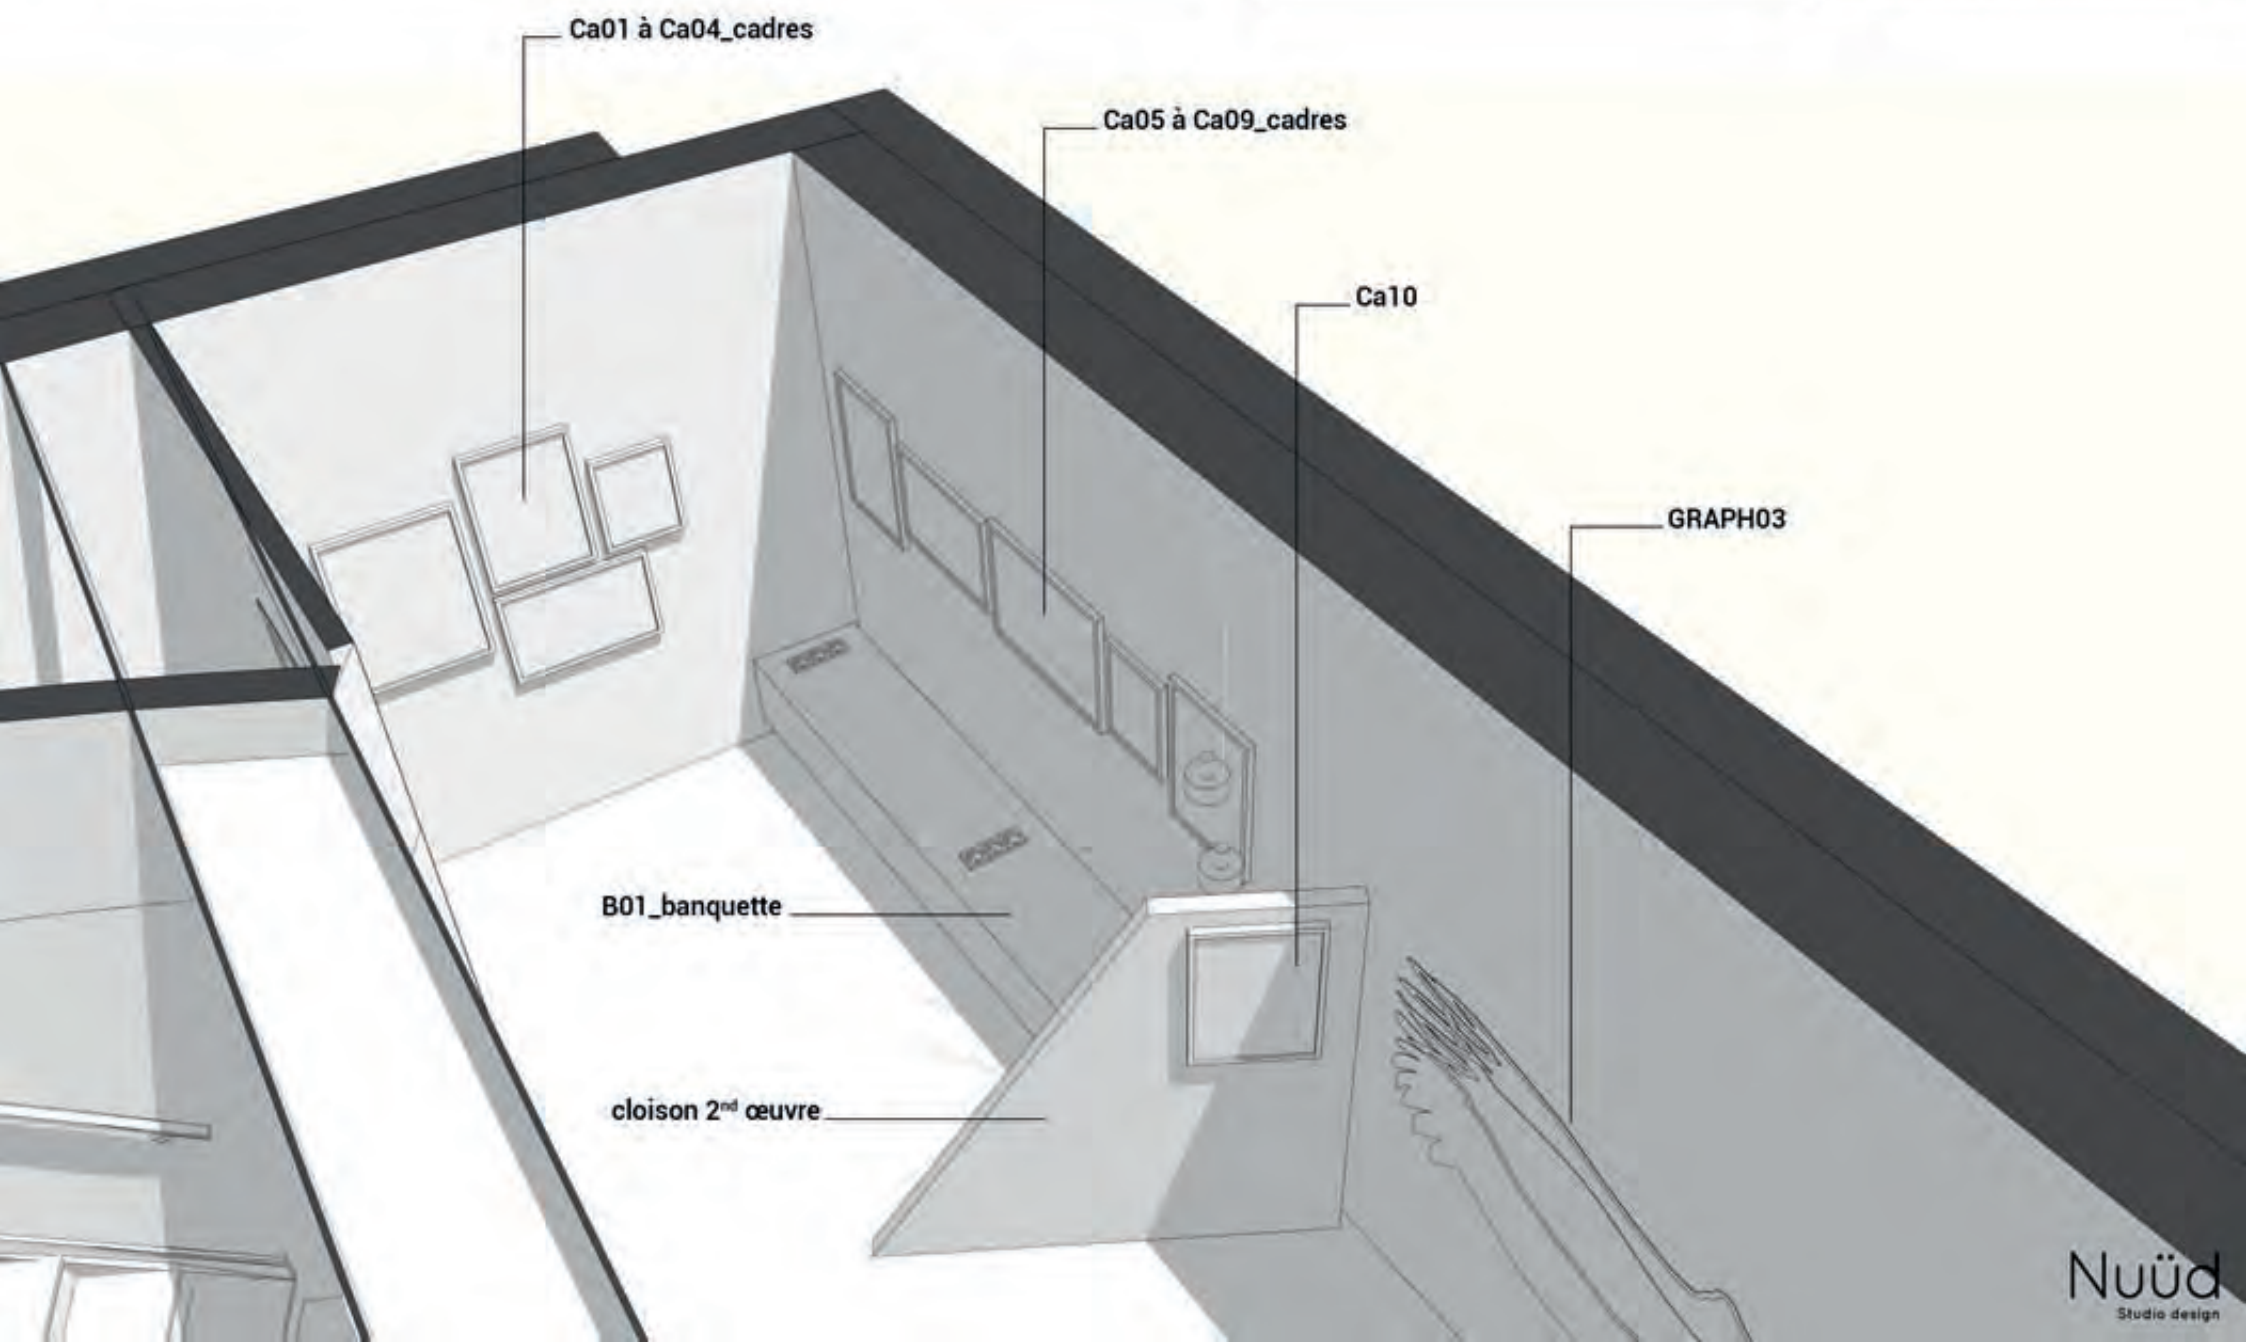 Ca01 à Ca04_cadres
Ca05 à Ca09_cadres
Ca10
GRAPH03
B01_banquette
cloison 2nd œuvre
Nuüd
Studio design